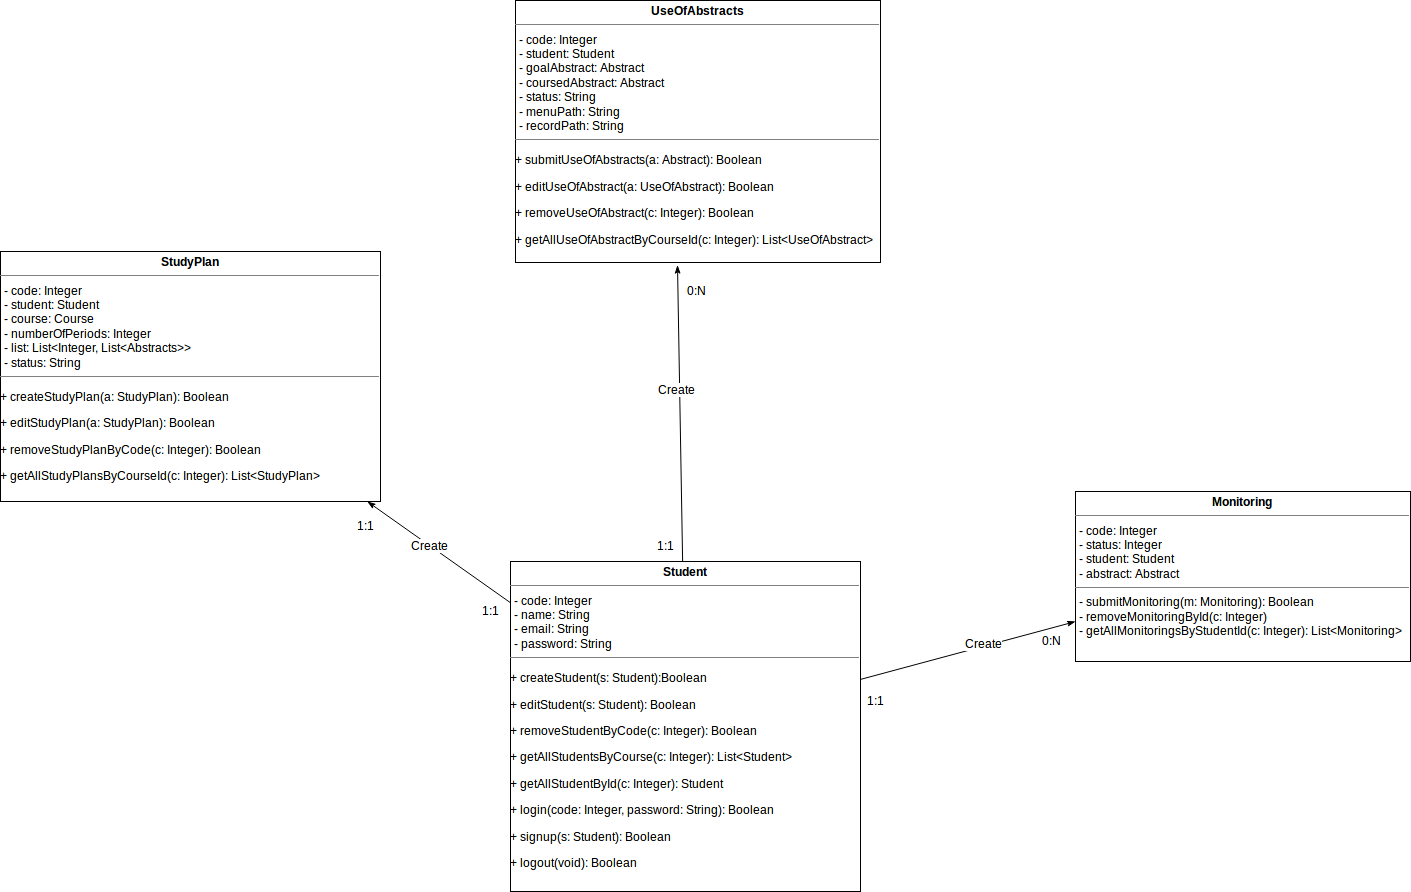 UseOfAbstracts
- code: Integer
- student: Student
- goalAbstract: Abstract
- coursedAbstract: Abstract
- status: String
- menuPath: String
- recordPath: String
+ submitUseOfAbstracts(a: Abstract): Boolean
+ editUseOfAbstract(a: UseOfAbstract): Boolean
+ removeUseOfAbstract(c: Integer): Boolean
+ getAllUseOfAbstractByCourseId(c: Integer): List<UseOfAbstract>
StudyPlan
- code: Integer
- student: Student
- course: Course
- numberOfPeriods: Integer
- list: List<Integer, List<Abstracts>>
- status: String
+ createStudyPlan(a: StudyPlan): Boolean
+ editStudyPlan(a: StudyPlan): Boolean
+ removeStudyPlanByCode(c: Integer): Boolean
+ getAllStudyPlansByCourseId(c: Integer): List<StudyPlan>
0:N
Create
1:1
1:1
Create
1:1
Student
- code: Integer
- name: String
- email: String
- password: String
+ createStudent(s: Student):Boolean
+ editStudent(s: Student): Boolean
+ removeStudentByCode(c: Integer): Boolean
+ getAllStudentsByCourse(c: Integer): List<Student>
+ getAllStudentById(c: Integer): Student
+ login(code: Integer, password: String): Boolean
+ signup(s: Student): Boolean
+ logout(void): Boolean
Create
0:N
1:1
Monitoring
- code: Integer
- status: Integer
- student: Student
- abstract: Abstract
- submitMonitoring(m: Monitoring): Boolean
- removeMonitoringById(c: Integer)
- getAllMonitoringsByStudentId(c: Integer): List<Monitoring>